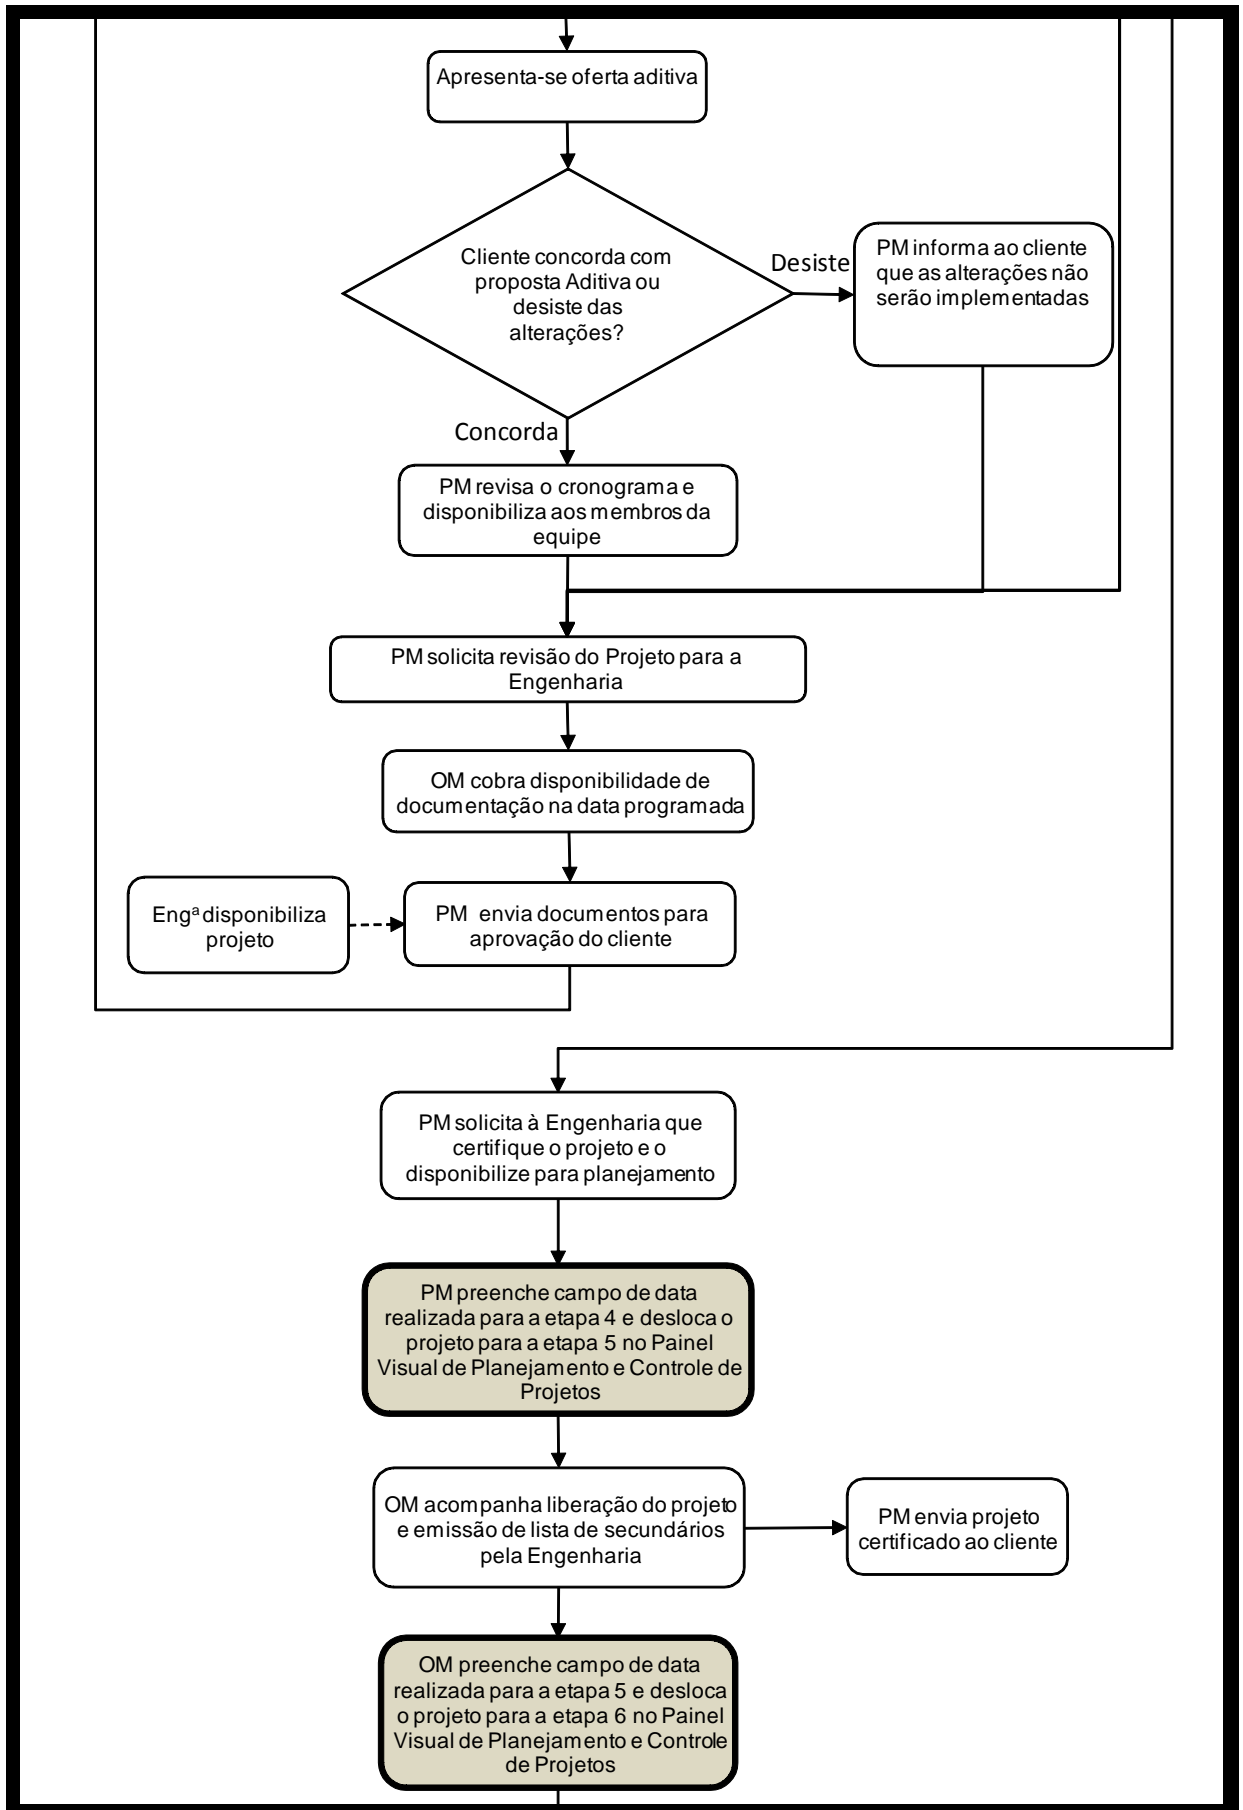 Apresenta-se oferta aditiva
Cliente concorda com
proposta Aditiva ou
desiste das
alterações?
Desiste
PM informa ao cliente
que as alterações não
serão implementadas
Concorda
PM revisa o cronograma e
disponibiliza aos membros da
equipe
PM solicita revisão do Projeto para a
Engenharia
OM cobra disponibilidade de
documentação na data programada
Engª disponibiliza
projeto
PM envia documentos para
aprovação do cliente
PM solicita à Engenharia que
certifique o projeto e o
disponibilize para planejamento
PM preenche campo de data
realizada para a etapa 4 e desloca o
projeto para a etapa 5 no Painel
Visual de Planejamento e Controle de
Projetos
OM acompanha liberação do projeto
e emissão de lista de secundários
pela Engenharia
PM envia projeto
certificado ao cliente
OM preenche campo de data
realizada para a etapa 5 e desloca
o projeto para a etapa 6 no Painel
Visual de Planejamento e Controle
de Projetos